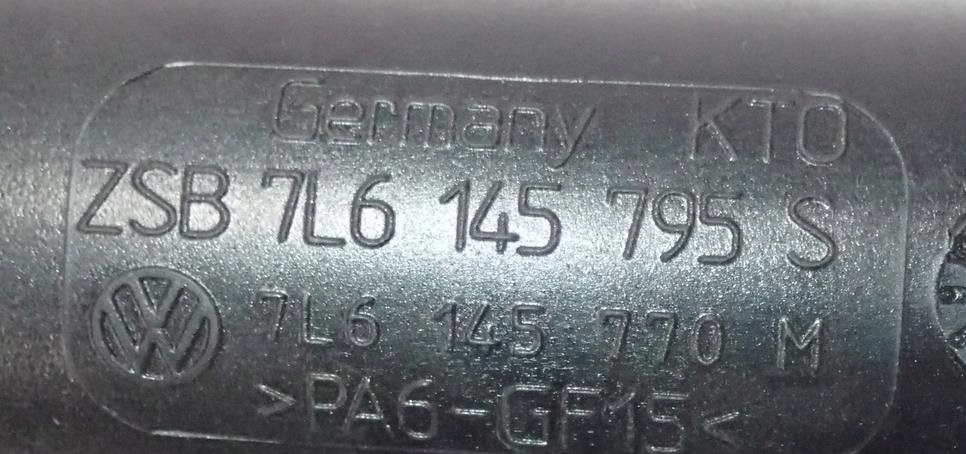 Germany KTO
ZSB 7L6 145 795 S
7L6 145 770 M
>PA6-GF15<